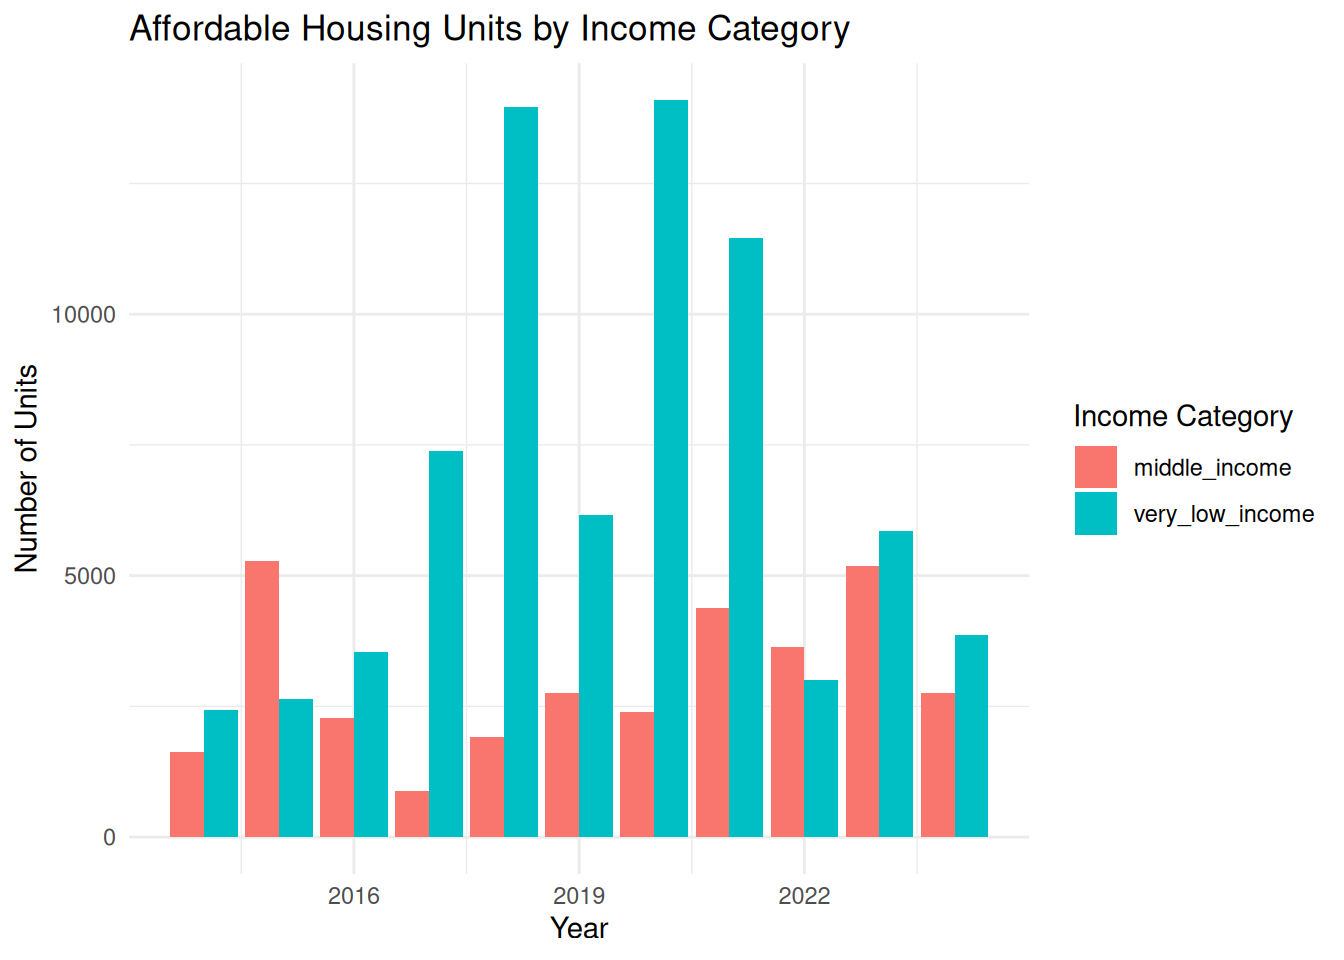 Affordable Housing Units by Income Category
Number of Units
10000
5000
0
2016
2019
2022
Year
Income Category
middle_income
very_low_income